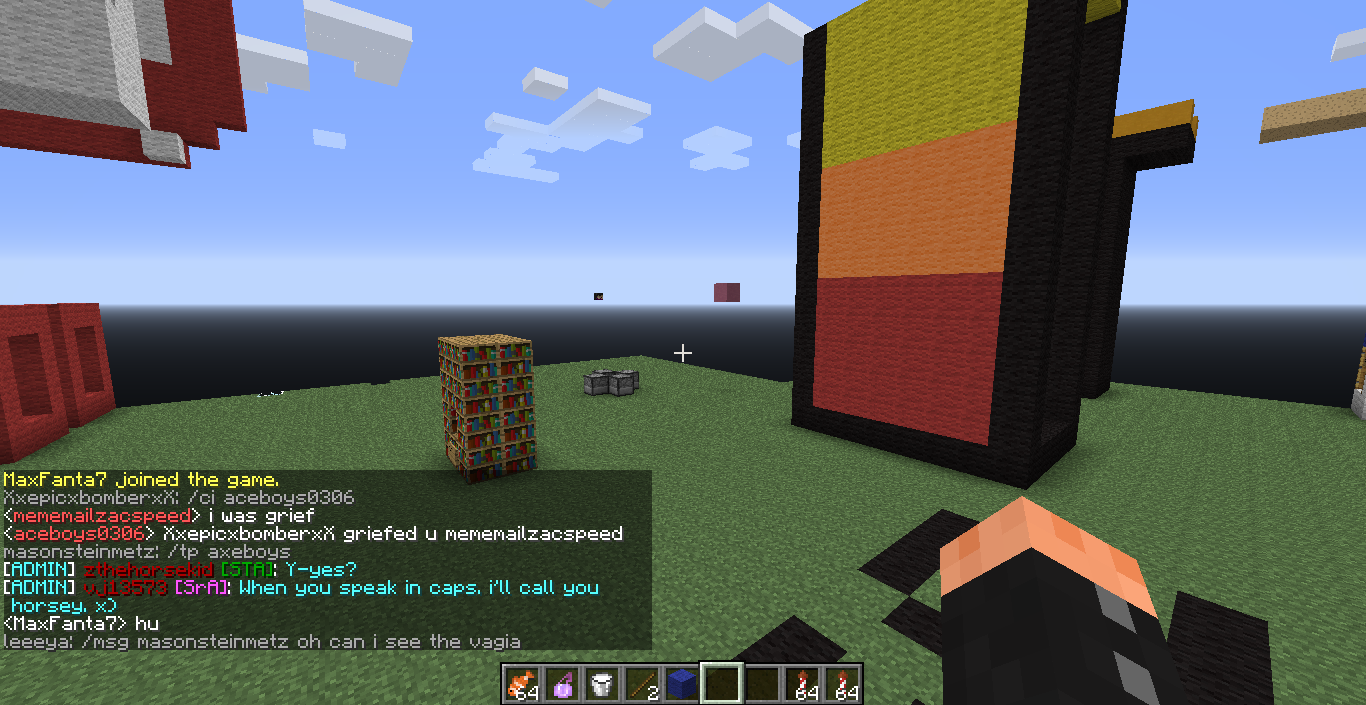 MaxFanta7 joined the game.
XxepicxbomberxX: /ci aceboys0306
<mememailzacspeed> i was grief
<aceboys0306> XxepicxbomberxX griefed u mememailzacspeed
masonsteinmetz: /tp axeboys
[ADMIN] zthehorsekid [STA]: Y-yes?
[ADMIN] vj13573 [SrA]: When you speak in caps, i'll call you
horsey. x)
<MaxFanta7> hu
leeeya: /msg masonsteinmetz oh can i see the vagia
64 2 64 64